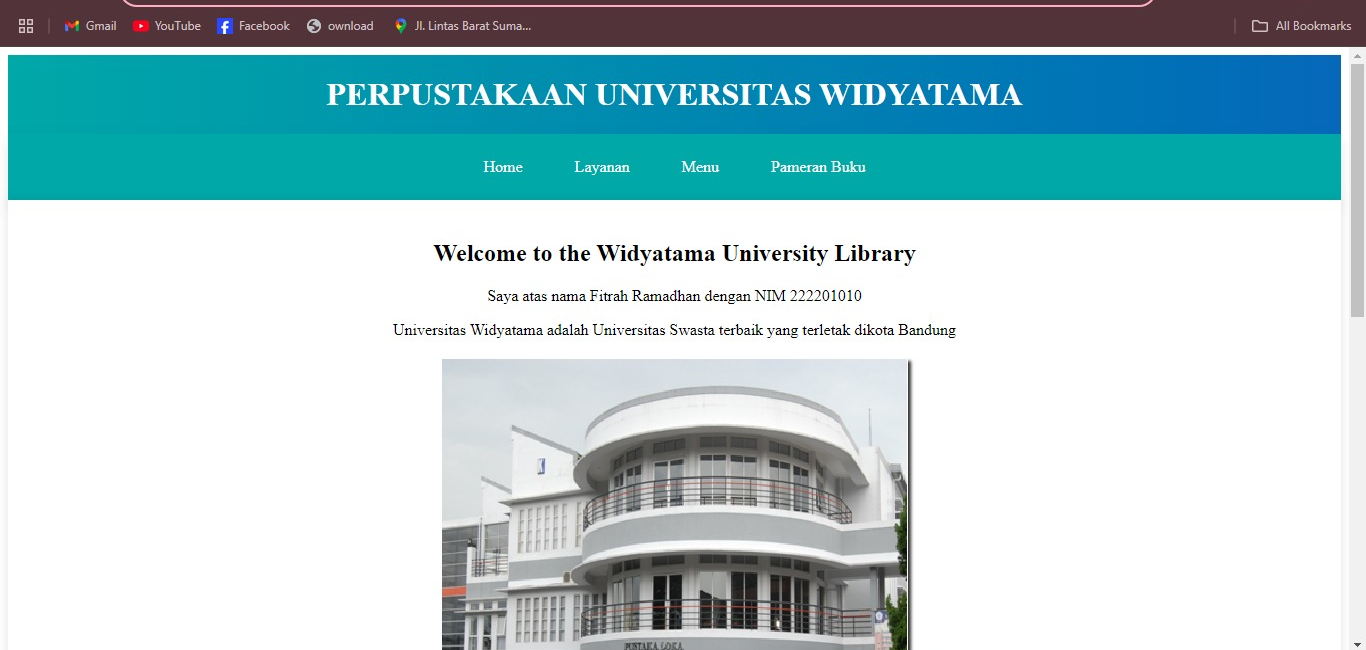 Gmail YouTube Facebook ownload Jl. Lintas Barat Suma... All Bookmarks
PERPUSTAKAAN UNIVERSITAS WIDYATAMA
Home Layanan Menu Pameran Buku
Welcome to the Widyatama University Library
Saya atas nama Fitrah Ramadhan dengan NIM 222201010
Universitas Widyatama adalah Universitas Swasta terbaik yang terletak dikota Bandung
PUSTAKA LOKA